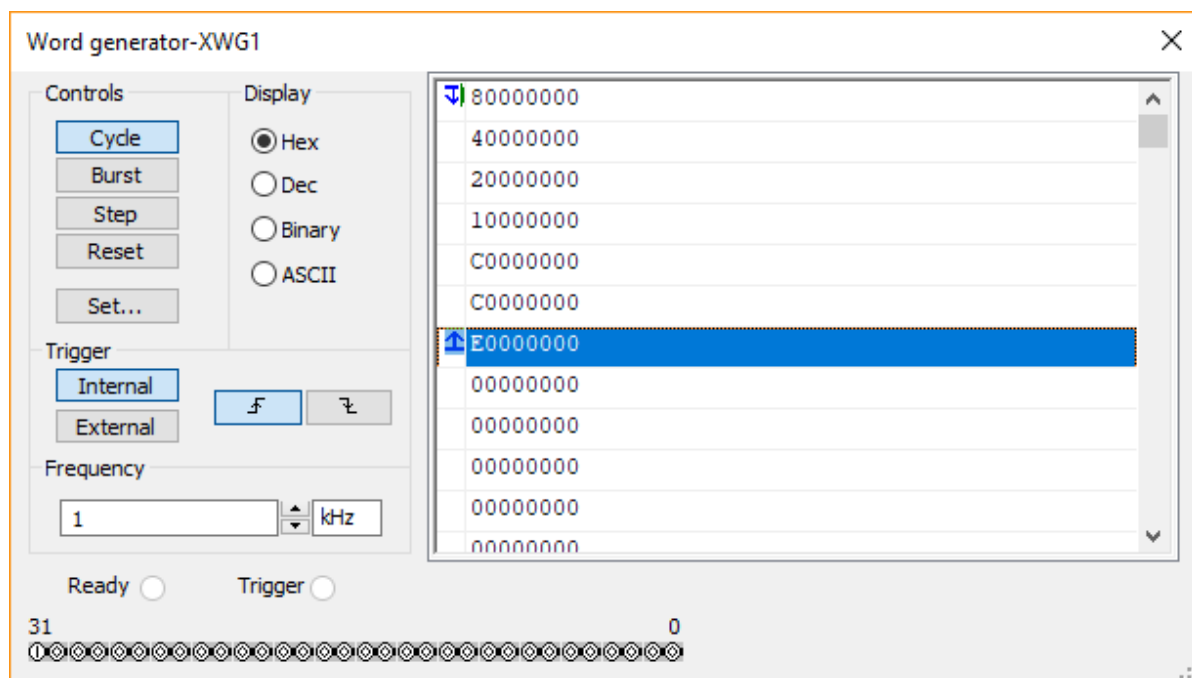 Word generator-XWG1
Controls
Cycle
Burst
Step
Reset
Set...
Display
Hex
Dec
Binary
ASCII
Trigger
Internal
External
Frequency
1
kHz
80000000
40000000
20000000
10000000
C0000000
C0000000
E0000000
00000000
00000000
00000000
00000000
00000000
Ready
Trigger
31
0